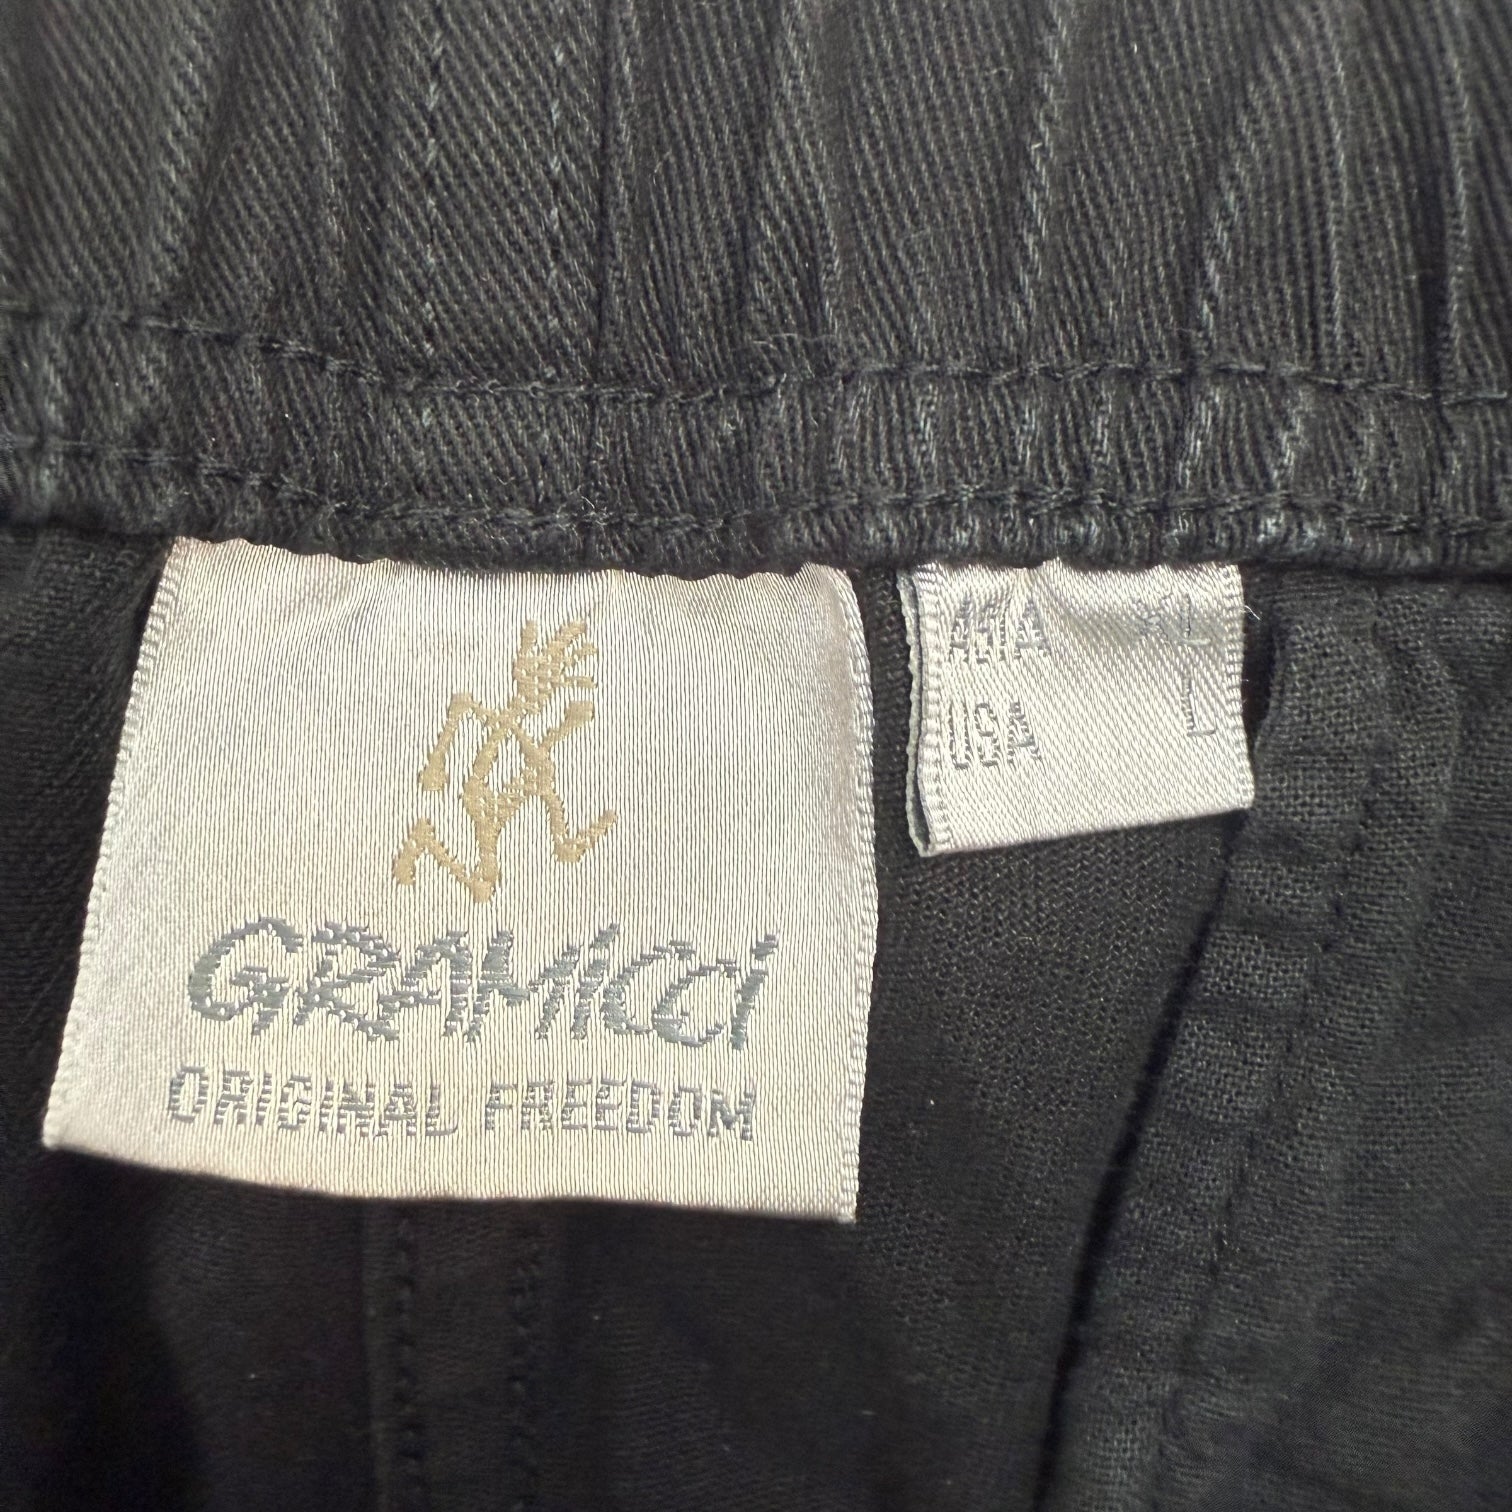 GRAMiCCi
ORIGINAL FREEDOM
ASIA XL
USA L